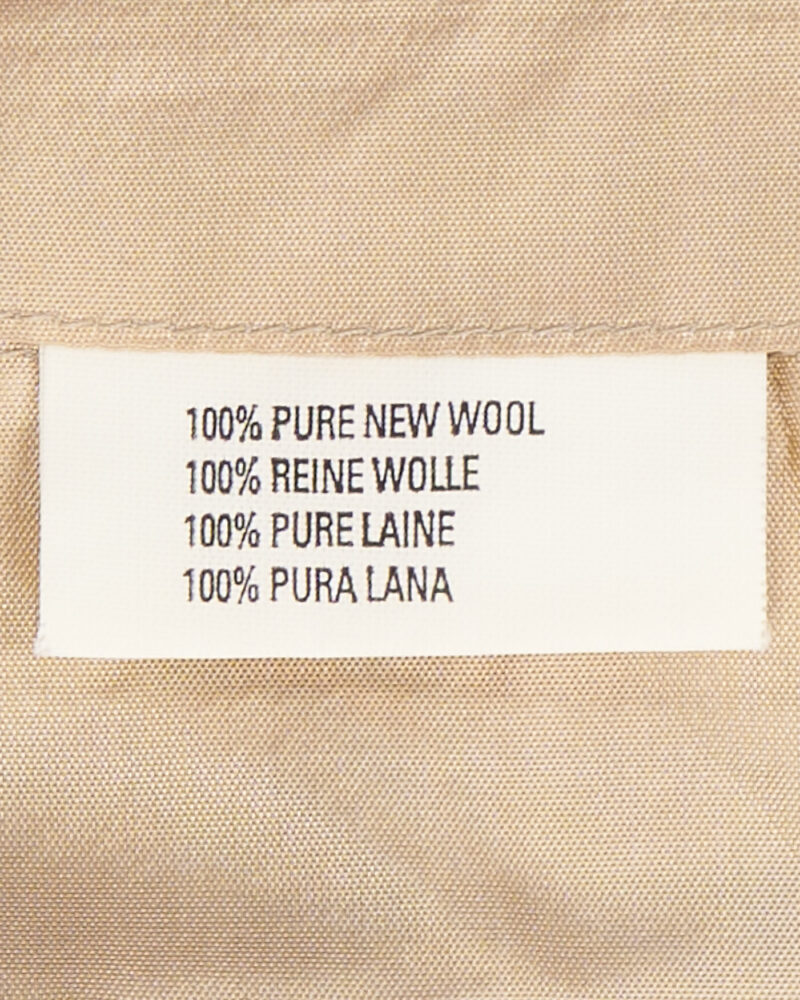 100% PURE NEW WOOL
100% REINE WOLLE
100% PURE LAINE
100% PURA LANA